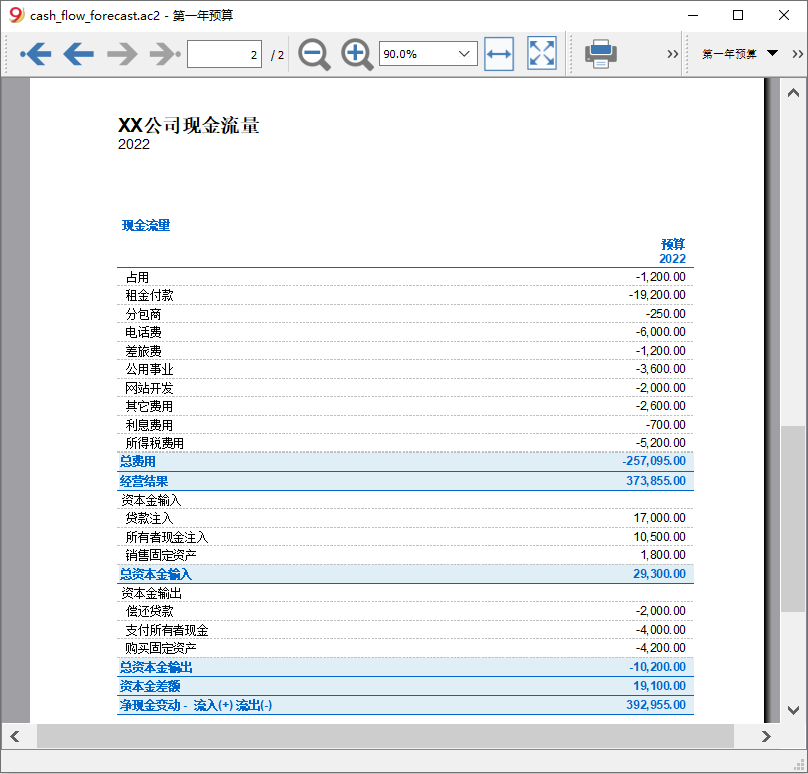 cash_flow_forecast.ac2 - 第一年预算
2 / 2 90.0% 第一年预算
XX公司现金流量
2022
现金流量
预算
2022
占用 -1,200.00
租金付款 -19,200.00
分包商 -250.00
电话费 -6,000.00
差旅费 -1,200.00
公用事业 -3,600.00
网站开发 -2,000.00
其它费用 -2,600.00
利息费用 -700.00
所得税费用 -5,200.00
总费用 -257,095.00
经营结果 373,855.00
资本金输入
贷款注入 17,000.00
所有者现金注入 10,500.00
销售固定资产 1,800.00
总资本金输入 29,300.00
资本金输出
偿还贷款 -2,000.00
支付所有者现金 -4,000.00
购买固定资产 -4,200.00
总资本金输出 -10,200.00
资本金差额 19,100.00
净现金变动 - 流入(+) 流出(-) 392,955.00